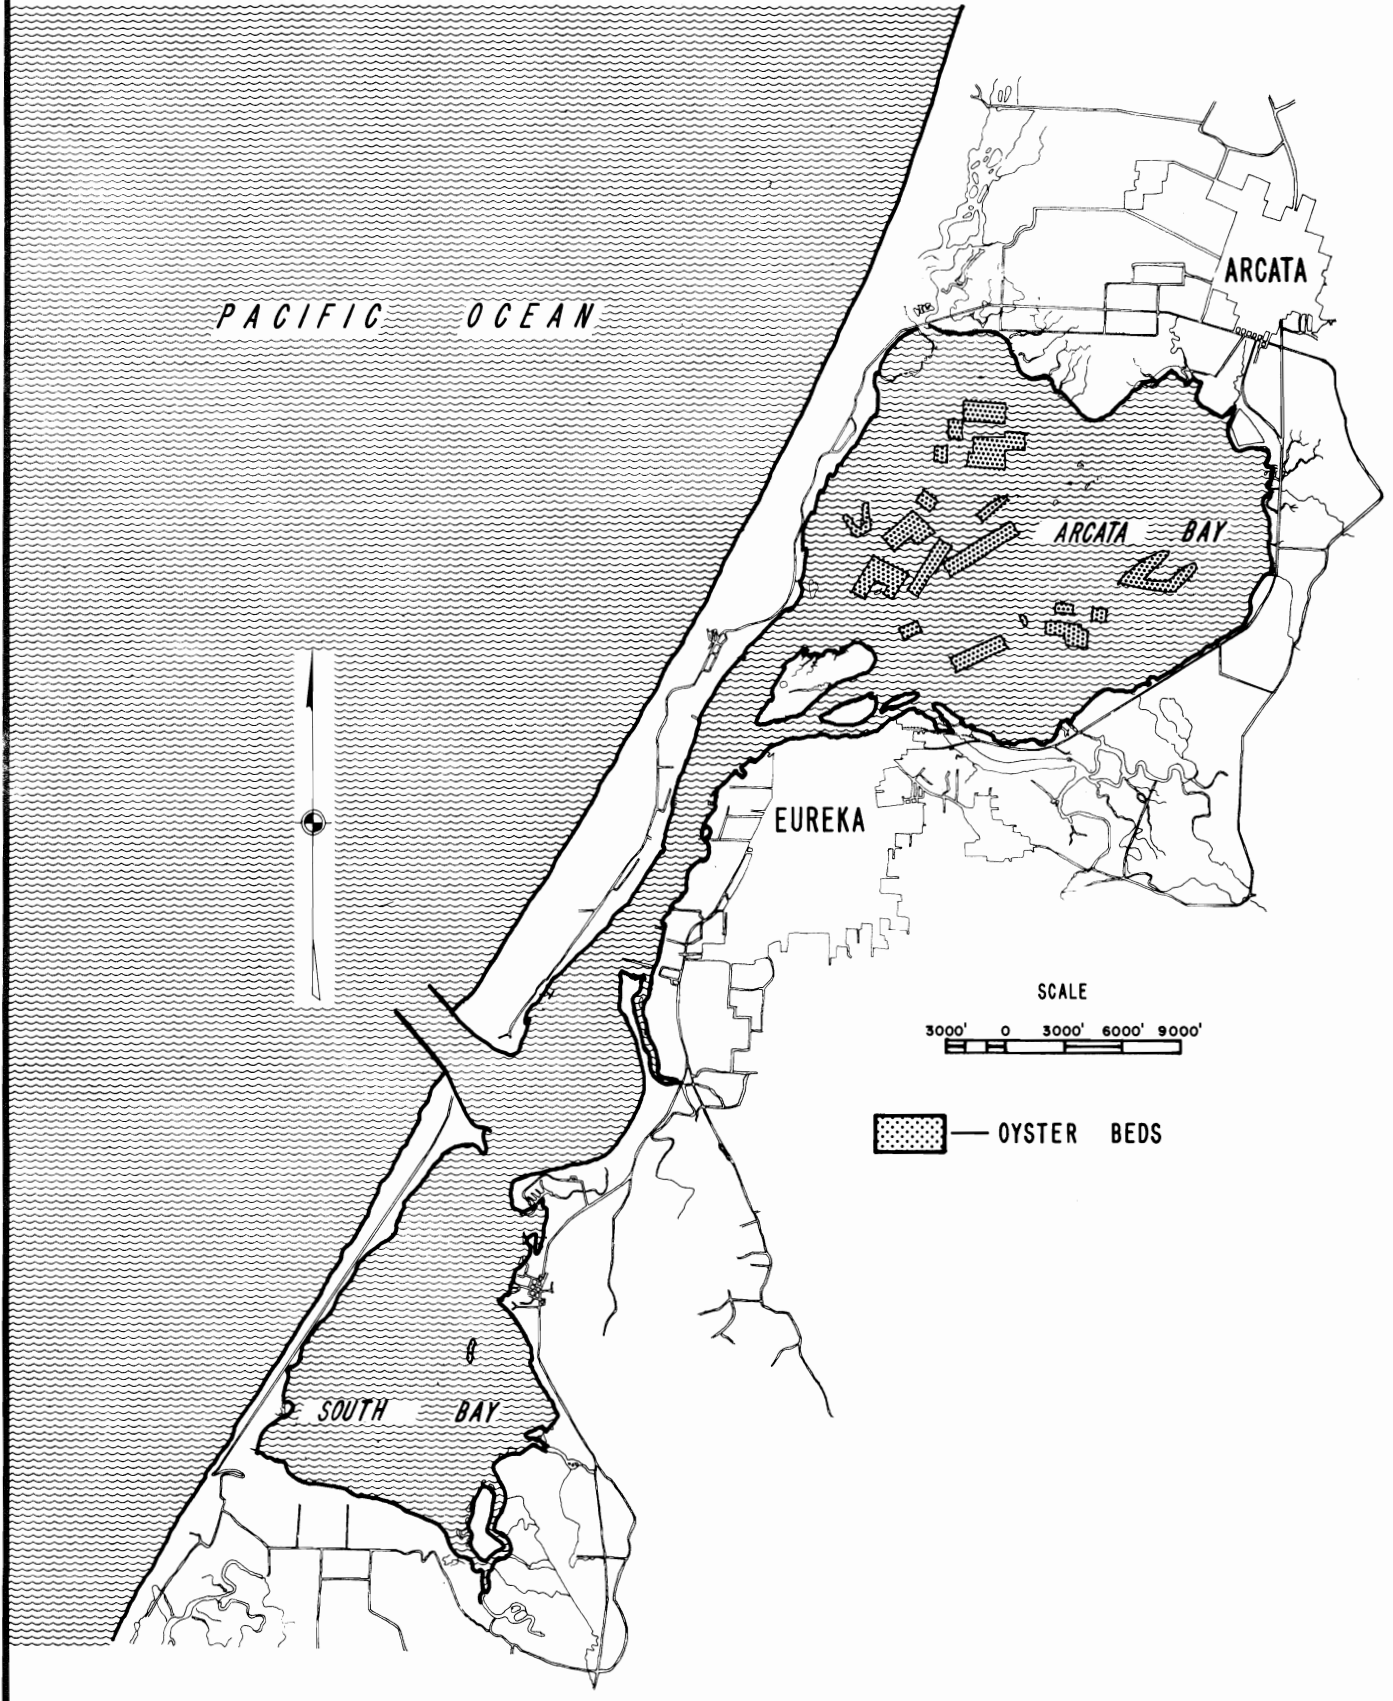 ARCATA
PACIFIC OCEAN
ARCATA BAY
EUREKA
SCALE
3000' 0 3000' 6000' 9000'
OYSTER BEDS
SOUTH BAY